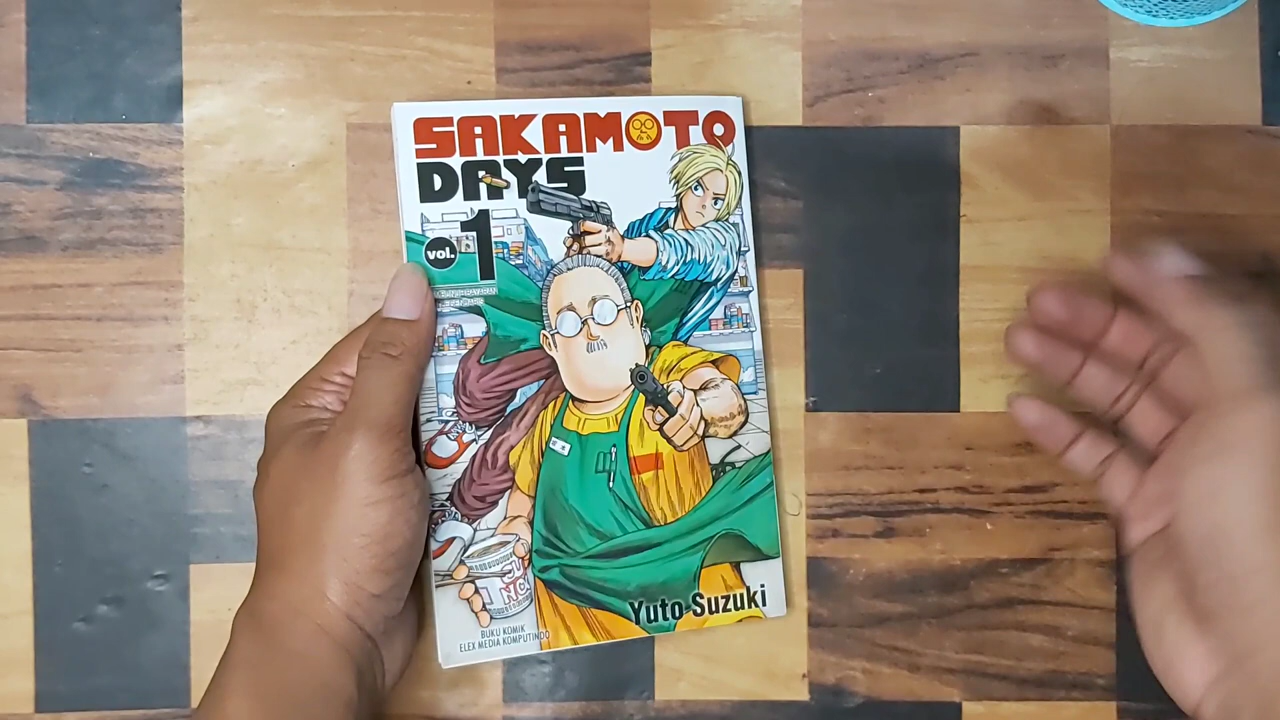 SAKAMOTO
DAYS
vol. 1
Yuto Suzuki
BUKU KOMIK
ELEX MEDIA KOMPUTINDO